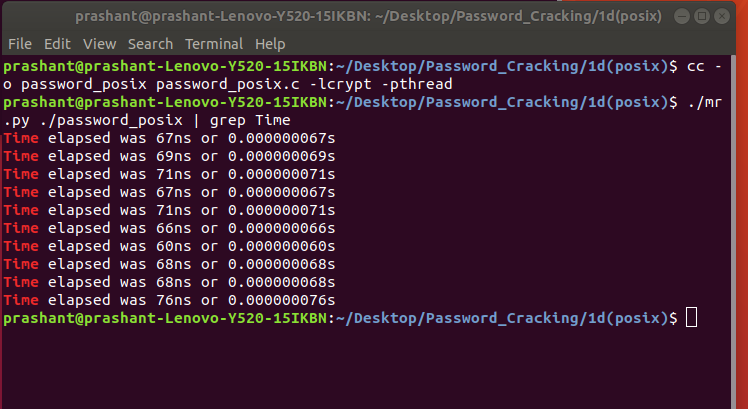 prashant@prashant-Lenovo-Y520-15IKBN: ~/Desktop/Password_Cracking/1d(posix)
File Edit View Search Terminal Help
prashant@prashant-Lenovo-Y520-15IKBN:~/Desktop/Password_Cracking/1d(posix)$ cc -
o password_posix password_posix.c -lcrypt -pthread
prashant@prashant-Lenovo-Y520-15IKBN:~/Desktop/Password_Cracking/1d(posix)$ ./mr
.py ./password_posix | grep Time
Time elapsed was 67ns or 0.000000067s
Time elapsed was 69ns or 0.000000069s
Time elapsed was 71ns or 0.000000071s
Time elapsed was 67ns or 0.000000067s
Time elapsed was 71ns or 0.000000071s
Time elapsed was 66ns or 0.000000066s
Time elapsed was 60ns or 0.000000060s
Time elapsed was 68ns or 0.000000068s
Time elapsed was 68ns or 0.000000068s
Time elapsed was 76ns or 0.000000076s
prashant@prashant-Lenovo-Y520-15IKBN:~/Desktop/Password_Cracking/1d(posix)$